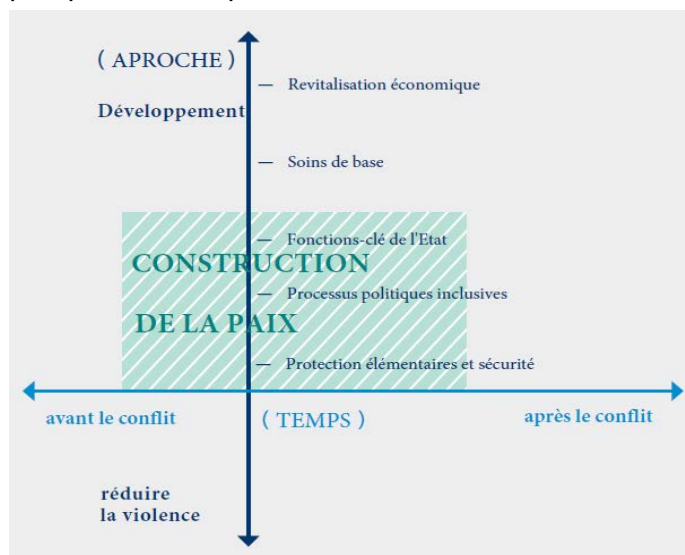 ( APROCHE )
Développement
— Revitalisation économique
— Soins de base
— Fonctions-clé de l'Etat
CONSTRUCTION
— Processus politiques inclusives
DE LA PAIX
— Protection élémentaires et sécurité
avant le conflit
( TEMPS )
après le conflit
réduire
la violence